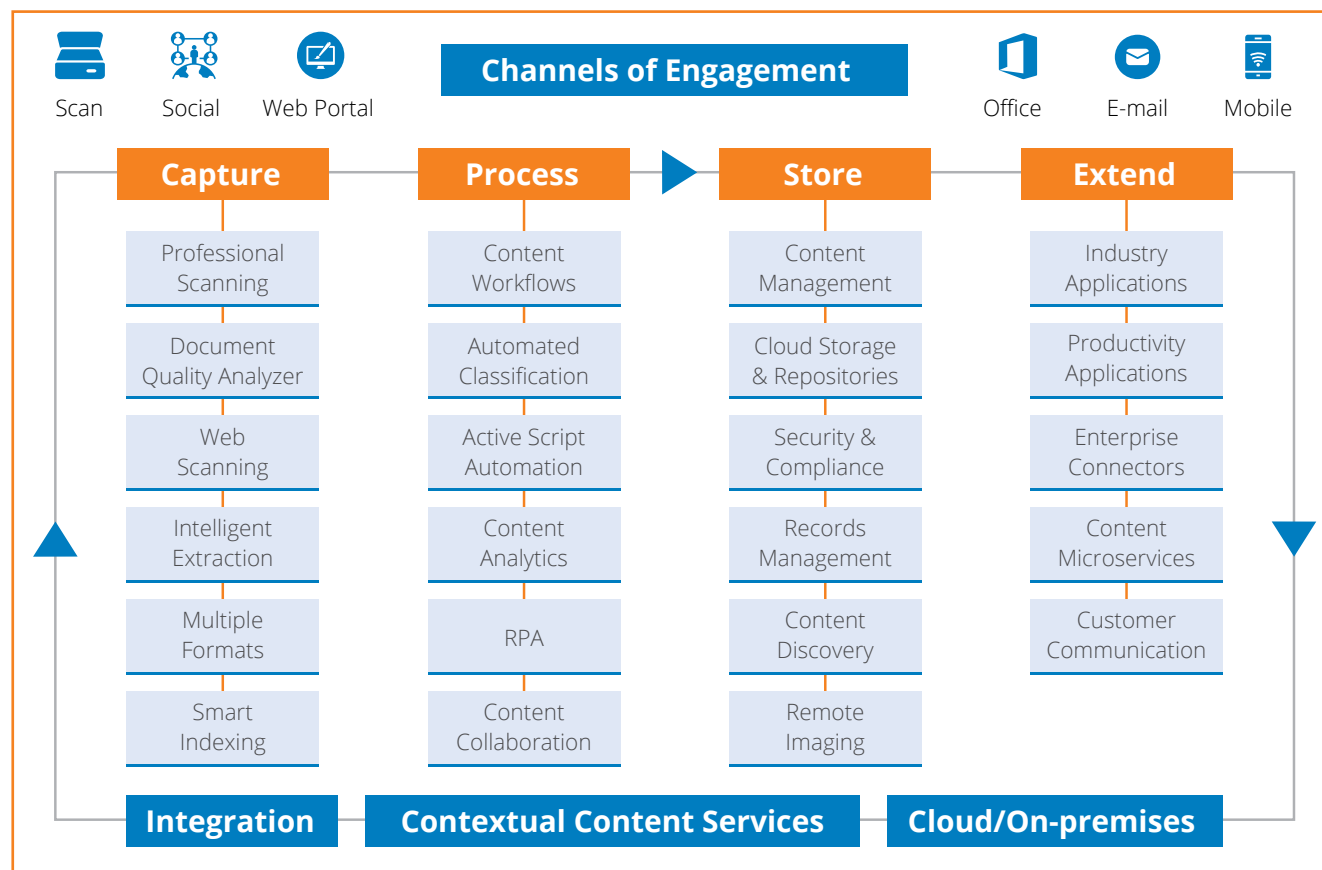 Channels of Engagement
Scan
Social
Web Portal
Office
E-mail
Mobile
Capture
Professional
Scanning
Document
Quality Analyzer
Web
Scanning
Intelligent
Extraction
Multiple
Formats
Smart
Indexing
Process
Content
Workflows
Automated
Classification
Active Script
Automation
Content
Analytics
RPA
Content
Collaboration
Store
Content
Management
Cloud Storage
& Repositories
Security &
Compliance
Records
Management
Content
Discovery
Remote
Imaging
Extend
Industry
Applications
Productivity
Applications
Enterprise
Connectors
Content
Microservices
Customer
Communication
Integration
Contextual Content Services
Cloud/On-premises